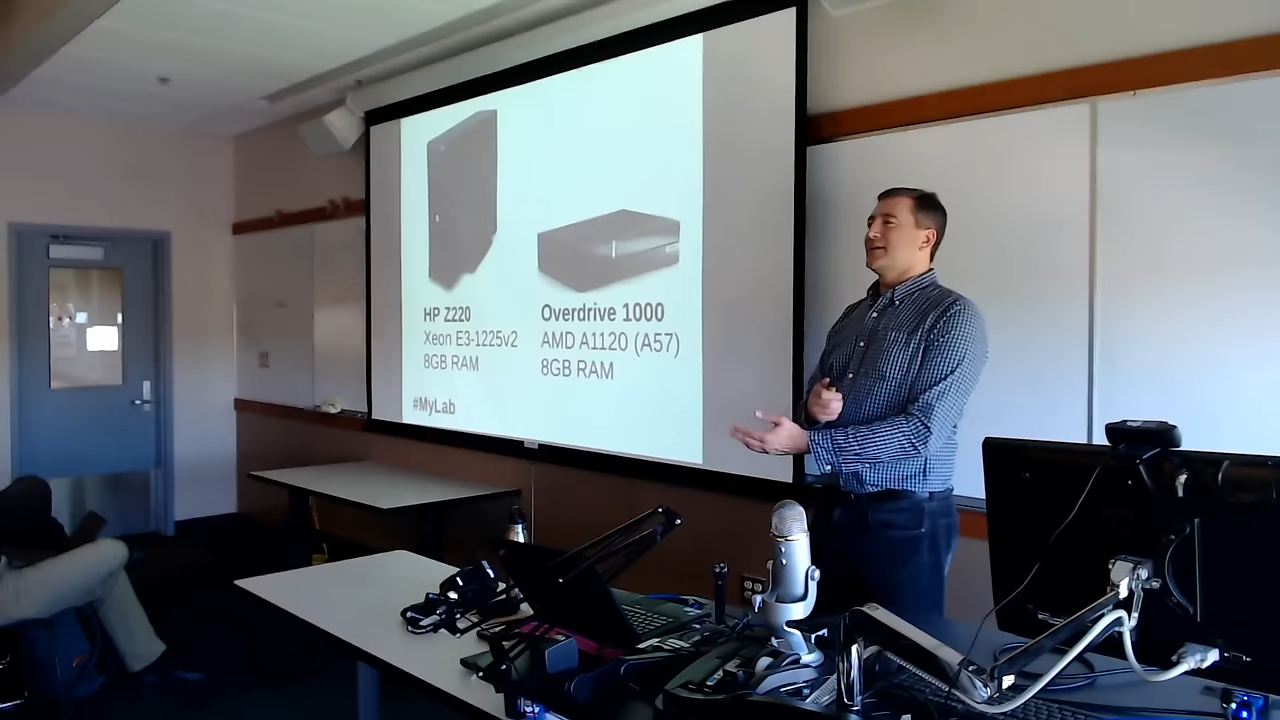 HP Z220
Xeon E3-1225v2
8GB RAM
Overdrive 1000
AMD A1120 (A57)
8GB RAM
#MyLab